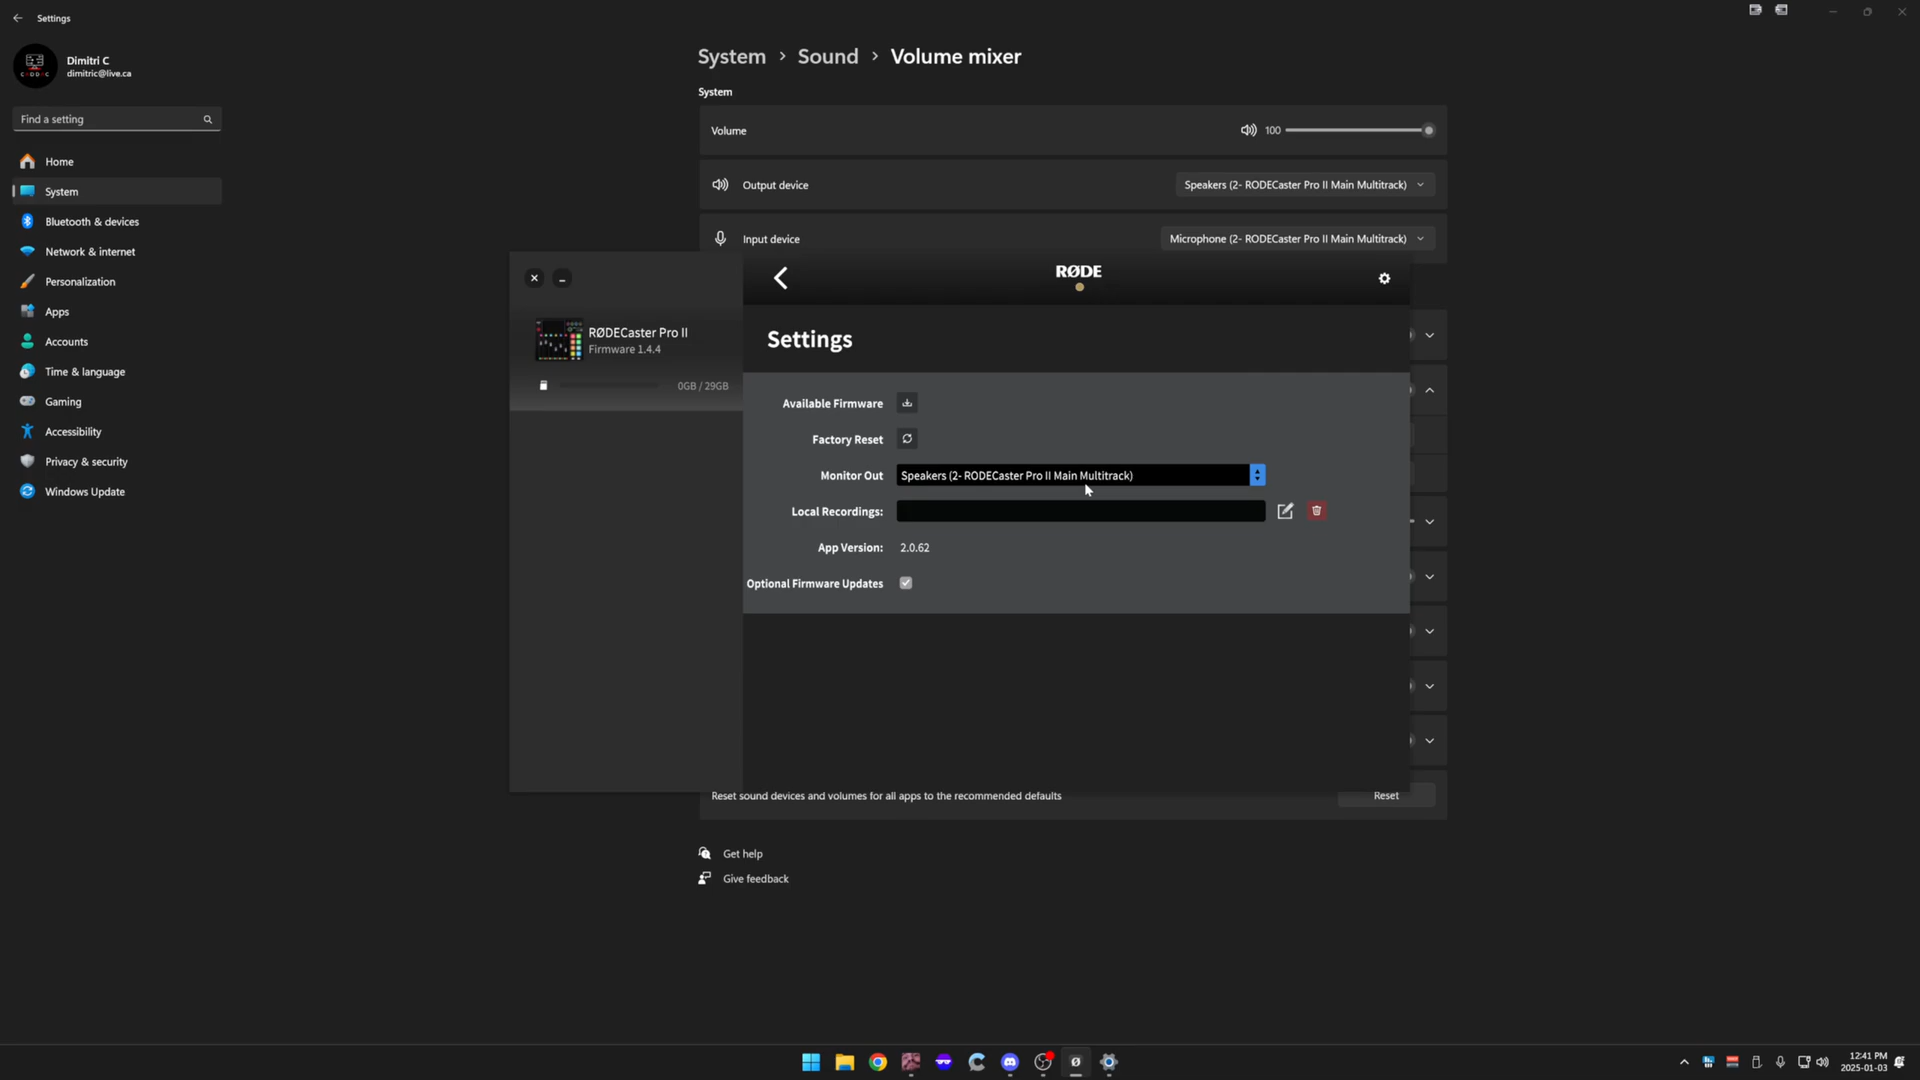 Settings
Dimitri C
dimitric@live.ca
Find a setting
Home
System
Bluetooth & devices
Network & internet
Personalization
Apps
Accounts
Time & language
Gaming
Accessibility
Privacy & security
Windows Update
System > Sound > Volume mixer
System
Volume
100
Output device
Speakers (2- RODECaster Pro II Main Multitrack)
Input device
Microphone (2- RODECaster Pro II Main Multitrack)
RØDE
RØDECaster Pro II
Firmware 1.4.4
0GB / 29GB
Settings
Available Firmware
Factory Reset
Monitor Out
Speakers (2- RODECaster Pro II Main Multitrack)
Local Recordings:
App Version:
2.0.62
Optional Firmware Updates
Reset sound devices and volumes for all apps to the recommended defaults
Reset
Get help
Give feedback
12:41 PM
2025-01-03